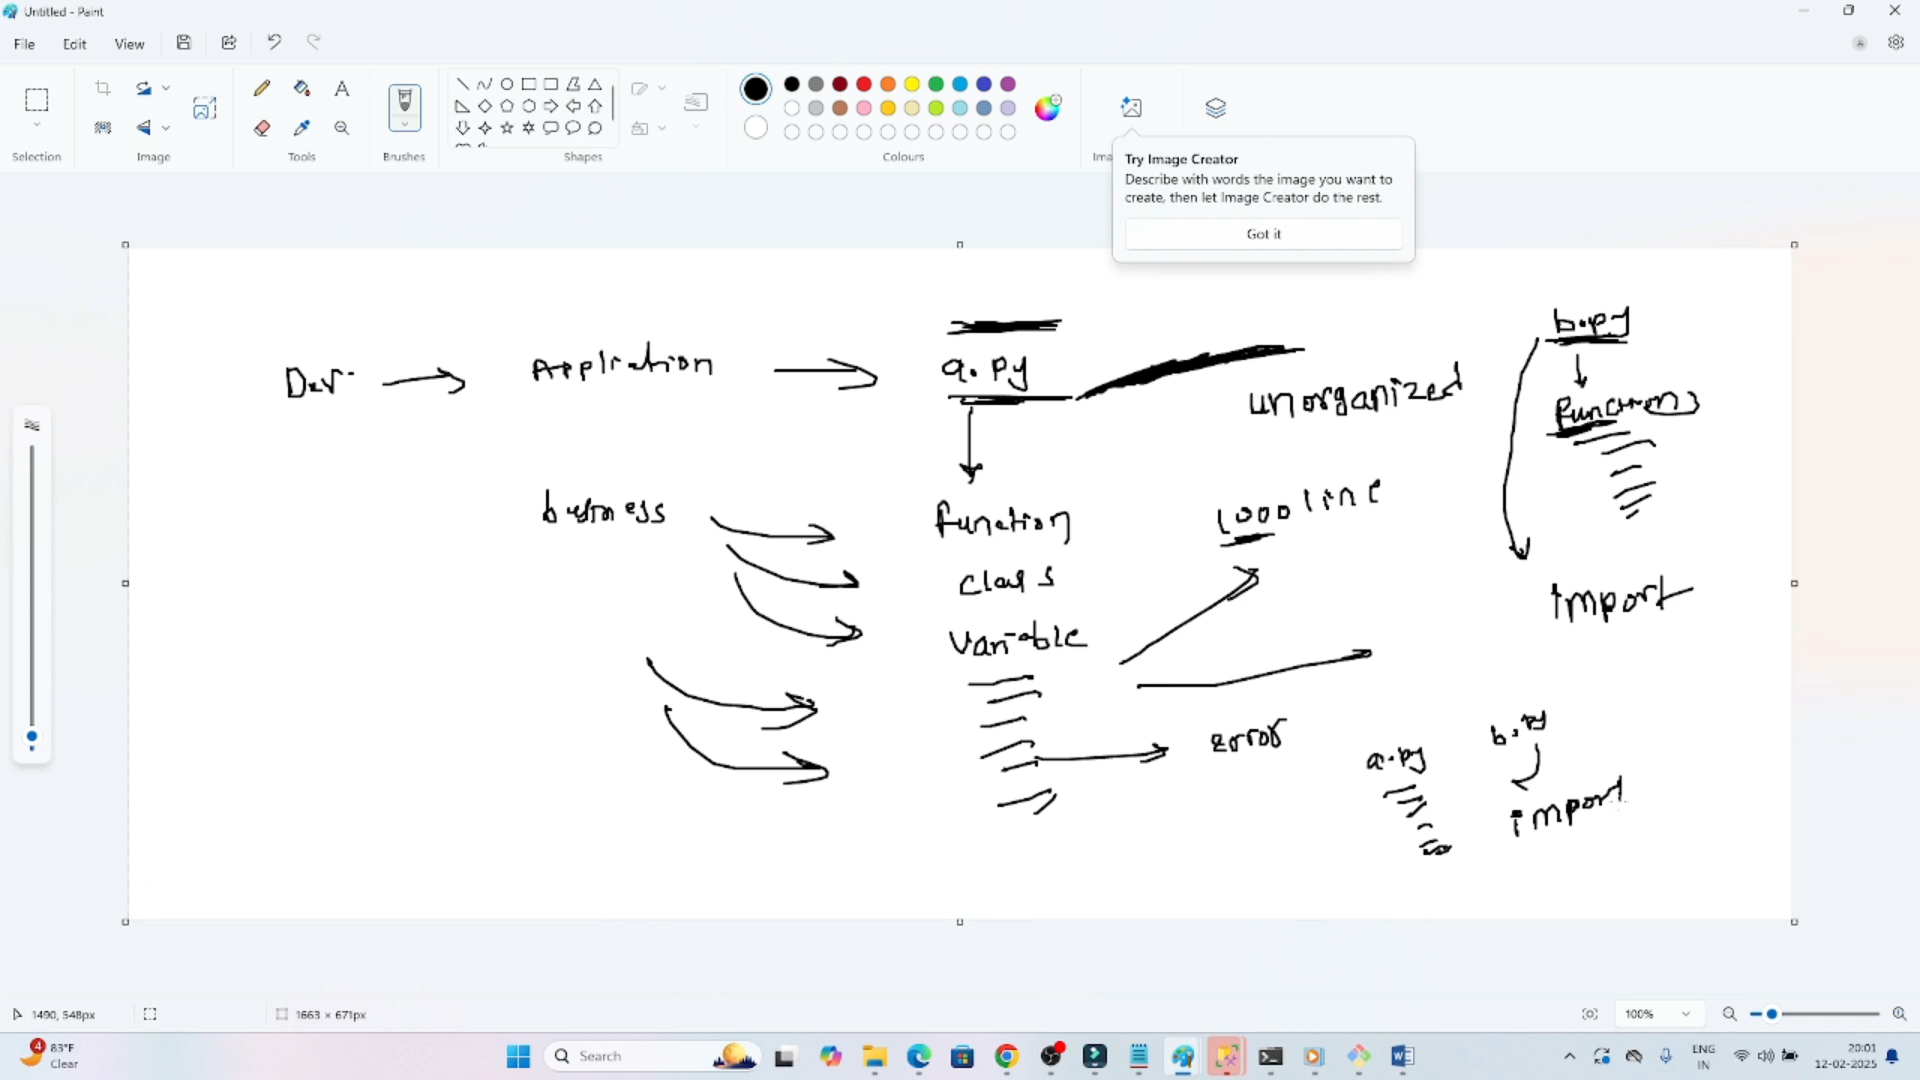 Untitled - Paint
File Edit View
Selection Image Tools Brushes Shapes Colours
Try Image Creator
Describe with words the image you want to
create, then let Image Creator do the rest.
Got it
Dev Application a.py unorganized
b.py
functions
business function 1000 line
class
variable
import
error
a.py b.py
import
1490, 548px 1663 × 671px 100%
4 83°F
Clear
Search
ENG
IN
20:01
12-02-2025